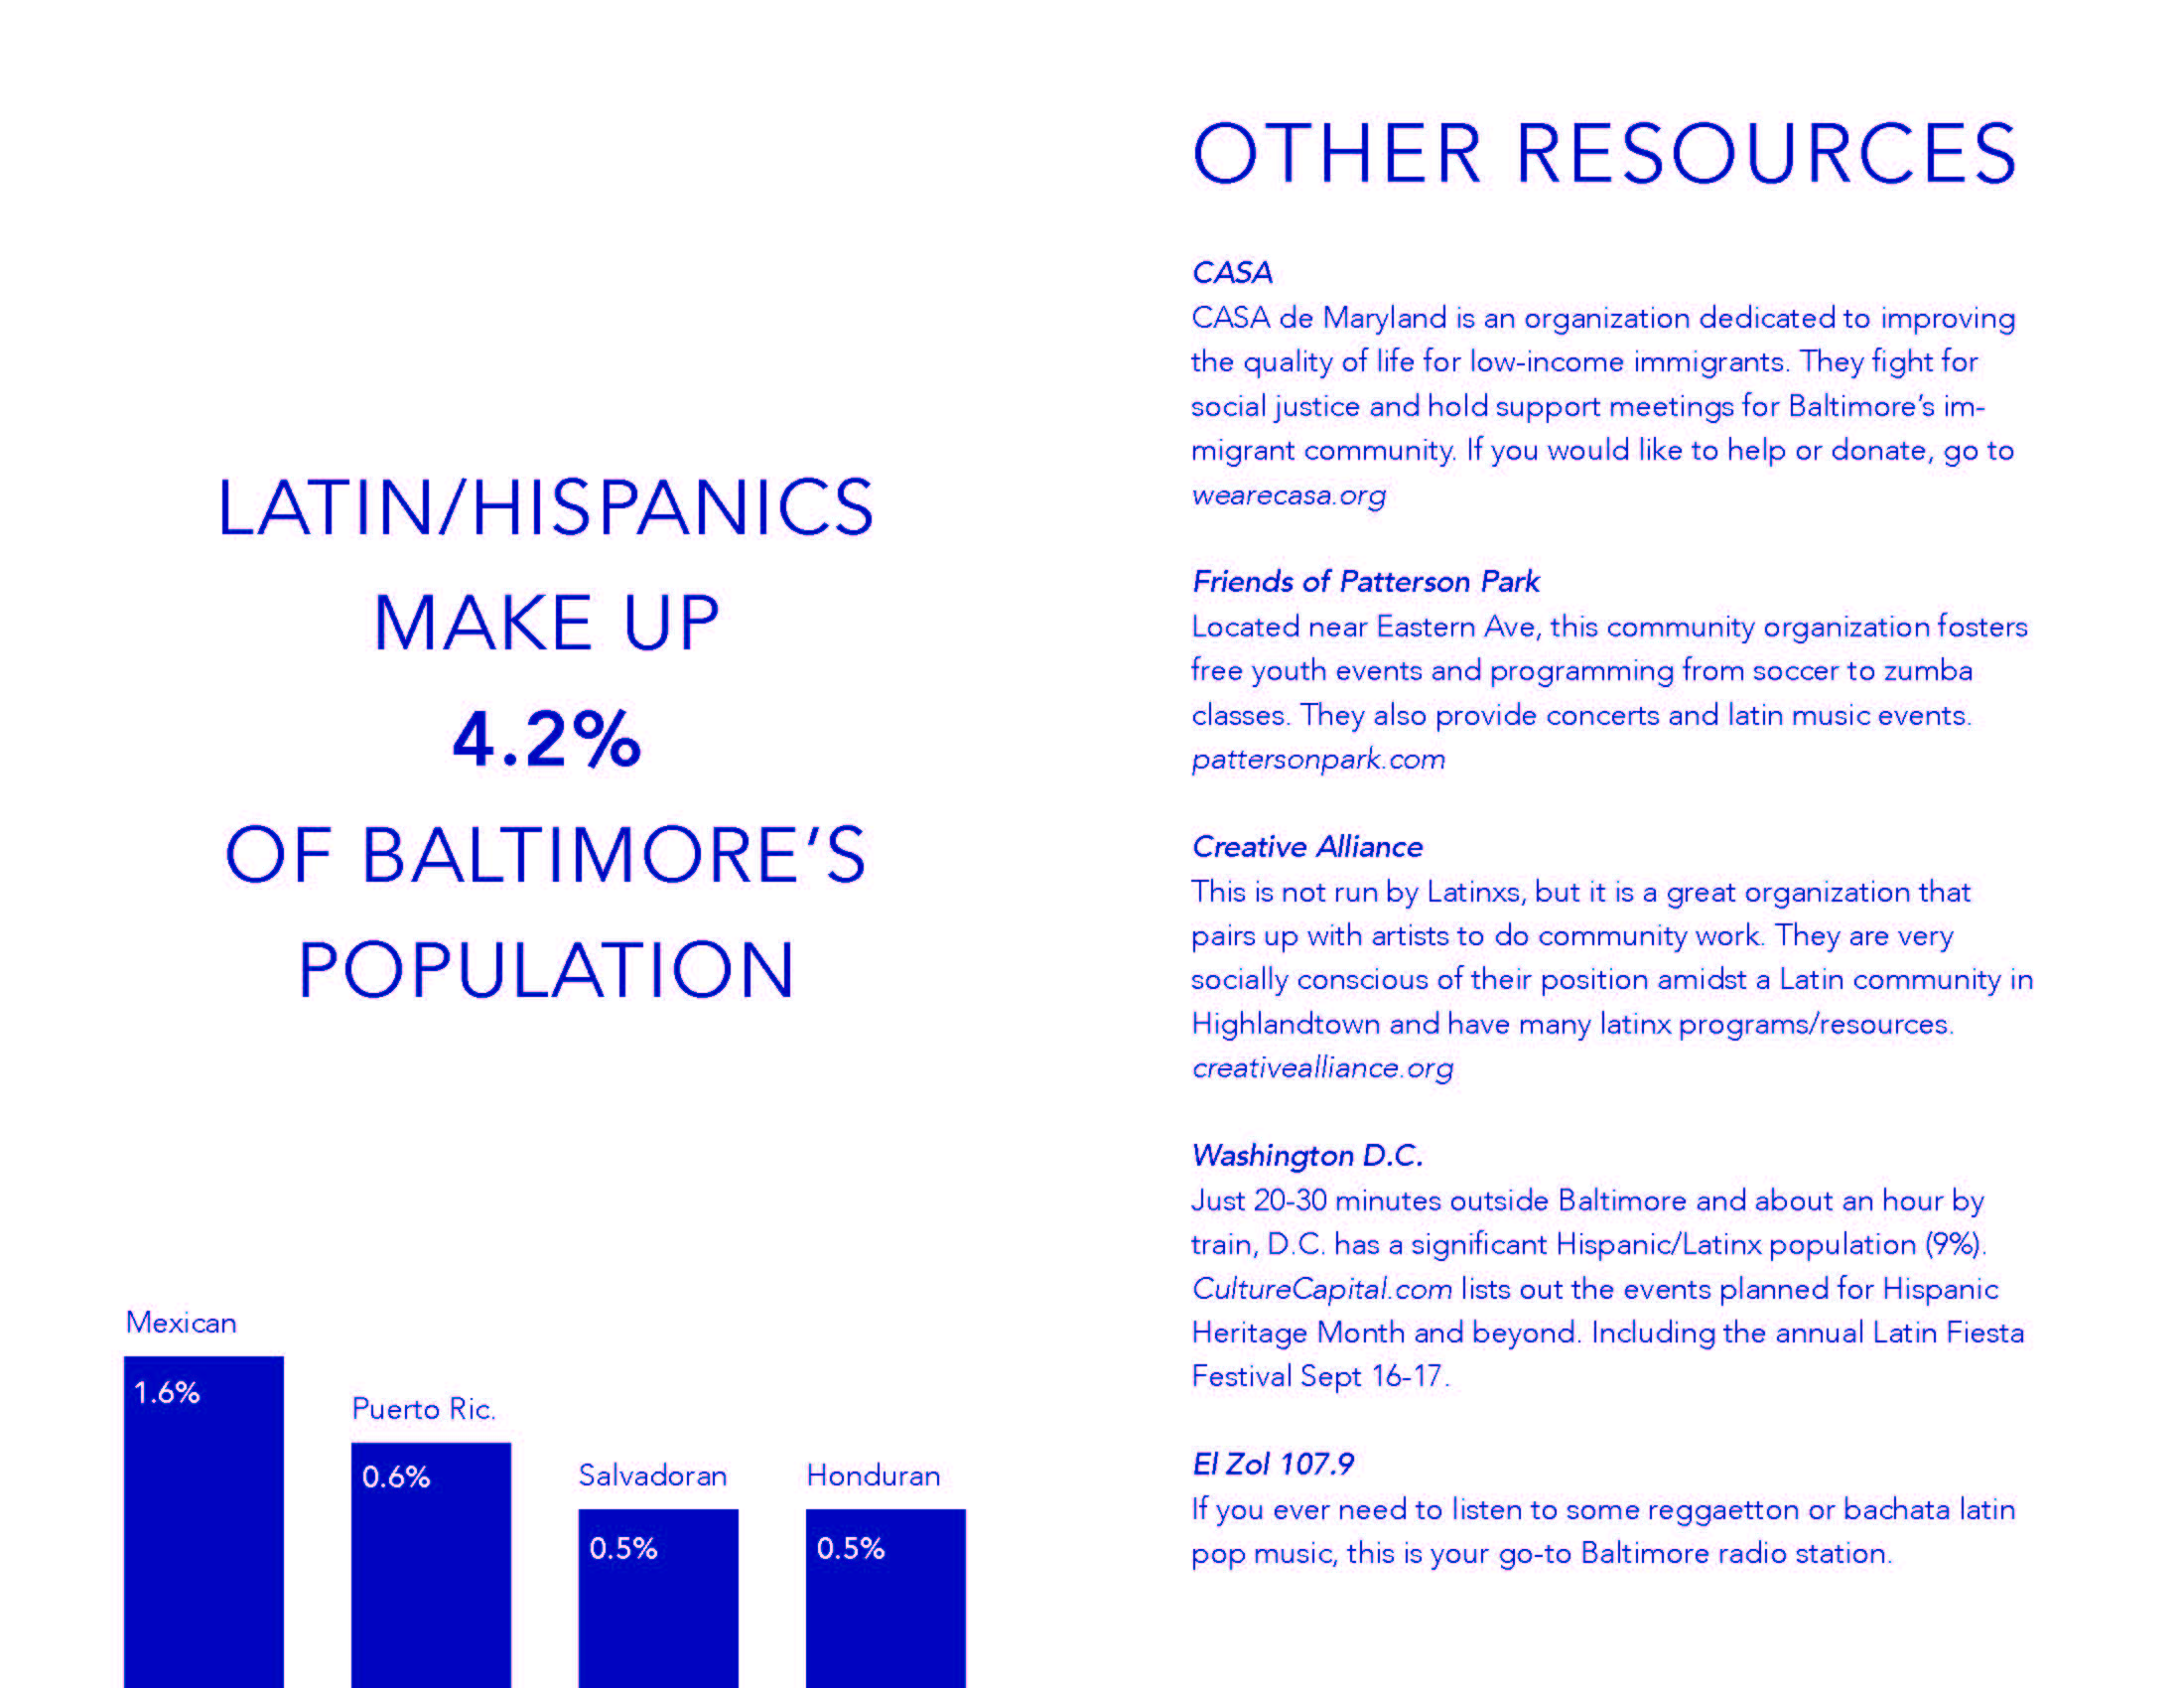 LATIN/HISPANICS
MAKE UP
4.2%
OF BALTIMORE'S
POPULATION
Mexican
1.6%
Puerto Ric.
0.6%
Salvadoran
0.5%
Honduran
0.5%
OTHER RESOURCES
CASA
CASA de Maryland is an organization dedicated to improving
the quality of life for low-income immigrants. They fight for
social justice and hold support meetings for Baltimore's im-
migrant community. If you would like to help or donate, go to
wearecasa.org
Friends of Patterson Park
Located near Eastern Ave, this community organization fosters
free youth events and programming from soccer to zumba
classes. They also provide concerts and latin music events.
pattersonpark.com
Creative Alliance
This is not run by Latinxs, but it is a great organization that
pairs up with artists to do community work. They are very
socially conscious of their position amidst a Latin community in
Highlandtown and have many latinx programs/resources.
creativealliance.org
Washington D.C.
Just 20-30 minutes outside Baltimore and about an hour by
train, D.C. has a significant Hispanic/Latinx population (9%).
CultureCapital.com lists out the events planned for Hispanic
Heritage Month and beyond. Including the annual Latin Fiesta
Festival Sept 16-17.
El Zol 107.9
If you ever need to listen to some reggaetton or bachata latin
pop music, this is your go-to Baltimore radio station.